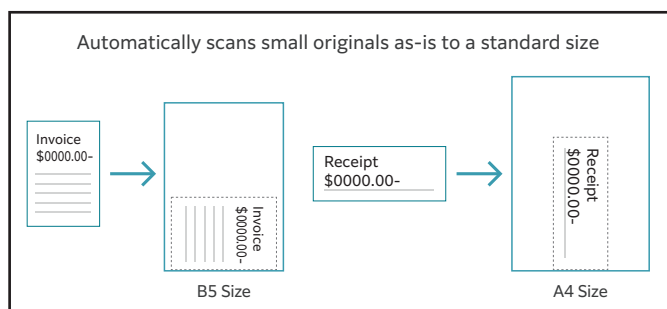 Automatically scans small originals as-is to a standard size
Invoice
$0000.00-
Invoice
$0000.00-
B5 Size
Receipt
$0000.00-
Receipt
$0000.00-
A4 Size